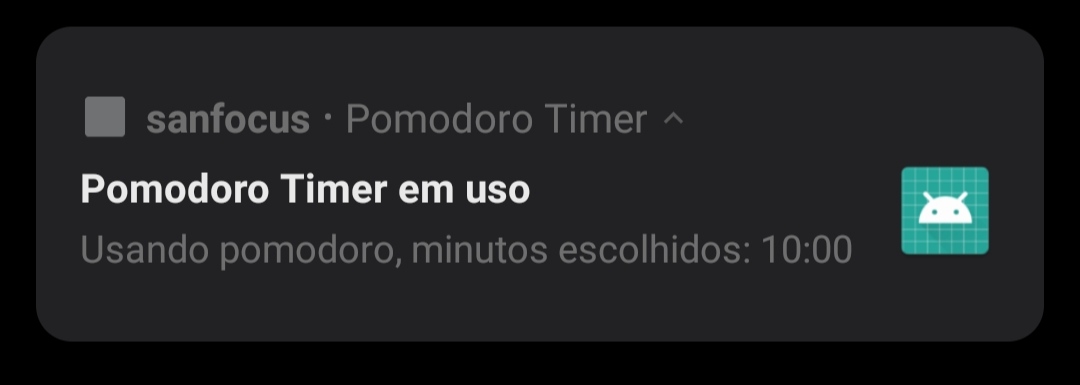 sanfocus · Pomodoro Timer
Pomodoro Timer em uso
Usando pomodoro, minutos escolhidos: 10:00